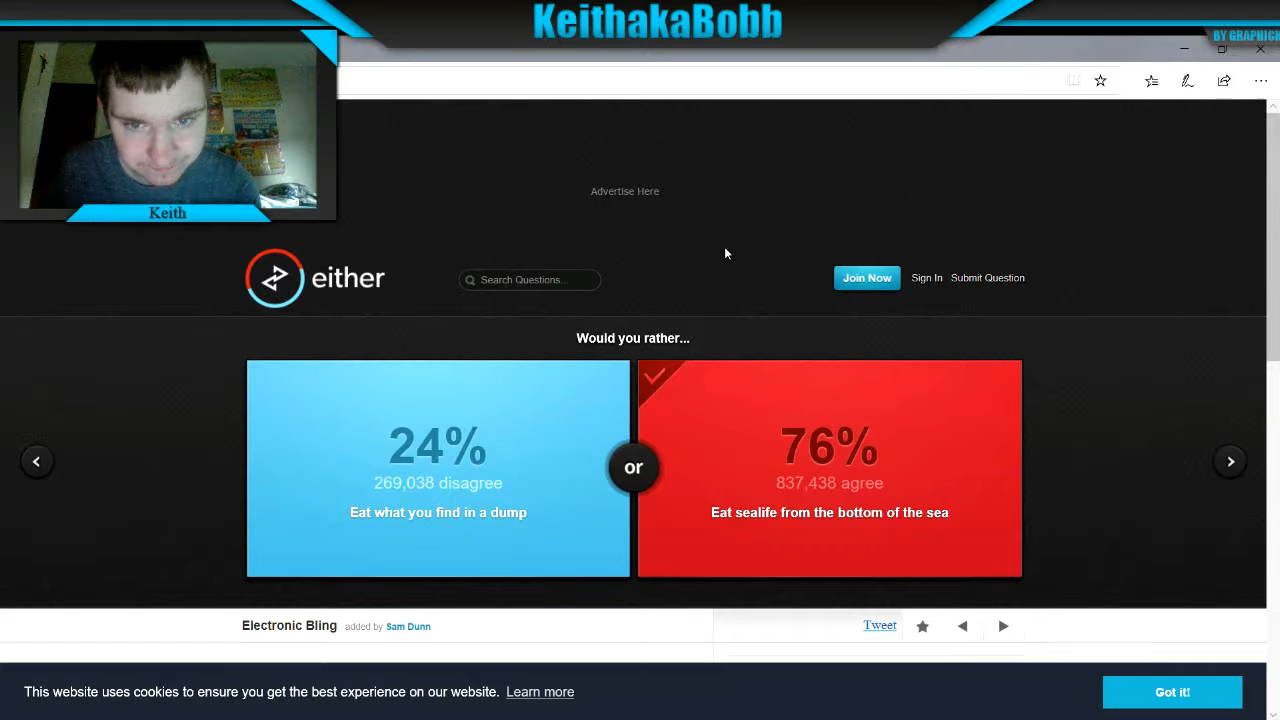 KeithakaBobb
BY GRAPHICK
Keith
Advertise Here
either
Search Questions...
Join Now
Sign In
Submit Question
Would you rather...
24%
269,038 disagree
Eat what you find in a dump
or
76%
837,438 agree
Eat sealife from the bottom of the sea
Electronic Bling added by Sam Dunn
Tweet
This website uses cookies to ensure you get the best experience on our website. Learn more
Got it!